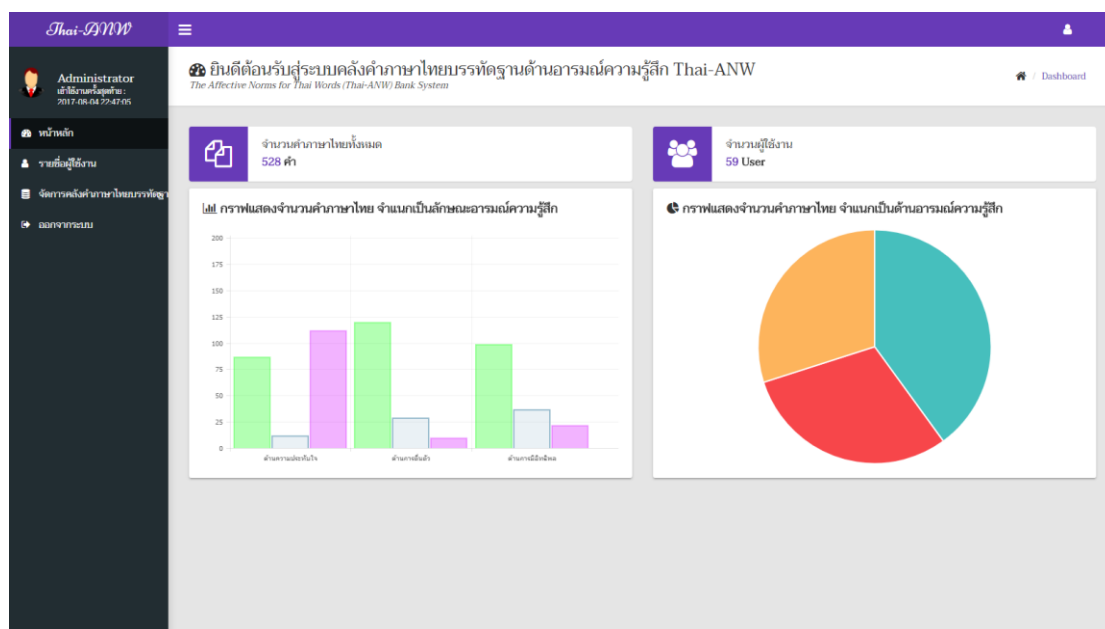 Thai-ANW
Administrator
เข้าใช้งานครั้งสุดท้าย :
2017-08-04 22:47:05
หน้าหลัก
รายชื่อผู้ใช้งาน
จัดการคลังคำภาษาไทยบรรทัดฐา
ออกจากระบบ
ยินดีต้อนรับสู่ระบบคลังคำภาษาไทยบรรทัดฐานด้านอารมณ์ความรู้สึก Thai-ANW
The Affective Norms for Thai Words (Thai-ANW) Bank System
/ Dashboard
จำนวนคำภาษาไทยทั้งหมด
528 คำ
จำนวนผู้ใช้งาน
59 User
กราฟแสดงจำนวนคำภาษาไทย จำแนกเป็นลักษณะอารมณ์ความรู้สึก
200
175
150
125
100
75
50
25
0
ด้านความประทับใจ
ด้านการตื่นตัว
ด้านการมีอิทธิพล
กราฟแสดงจำนวนคำภาษาไทย จำแนกเป็นด้านอารมณ์ความรู้สึก